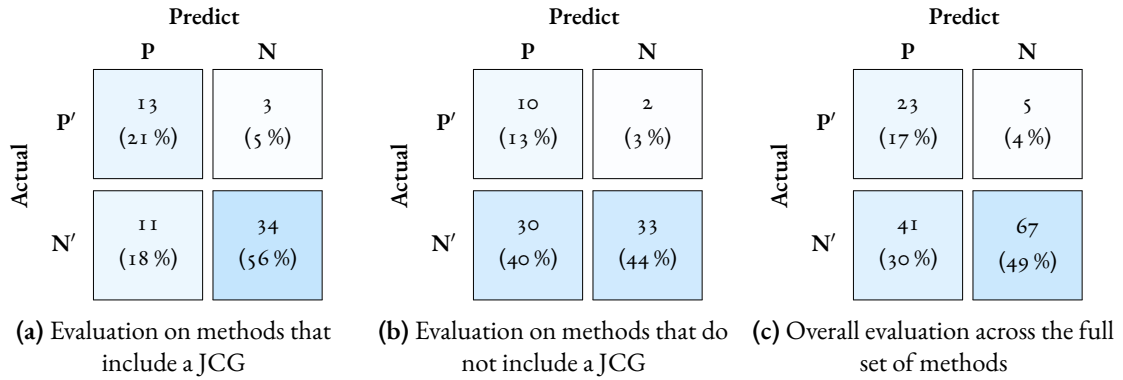 Predict
P N
Actual
P′
13
(21 %)
3
(5 %)
N′
11
(18 %)
34
(56 %)
(a) Evaluation on methods that
include a JCG
Predict
P N
Actual
P′
10
(13 %)
2
(3 %)
N′
30
(40 %)
33
(44 %)
(b) Evaluation on methods that do
not include a JCG
Predict
P N
Actual
P′
23
(17 %)
5
(4 %)
N′
41
(30 %)
67
(49 %)
(c) Overall evaluation across the full
set of methods